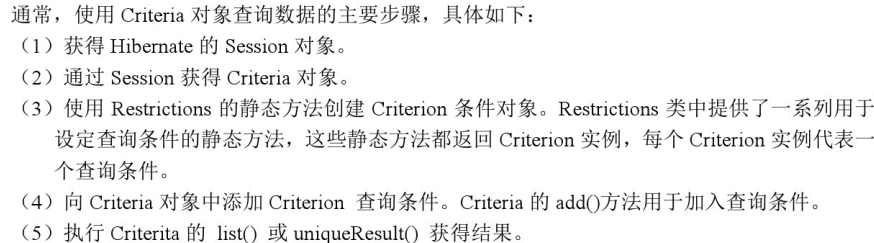 通常，使用 Criteria 对象查询数据的主要步骤，具体如下：
（1）获得 Hibernate 的 Session 对象。
（2）通过 Session 获得 Criteria 对象。
（3）使用 Restrictions 的静态方法创建 Criterion 条件对象。Restrictions 类中提供了一系列用于
设定查询条件的静态方法，这些静态方法都返回 Criterion 实例，每个 Criterion 实例代表一
个查询条件。
（4）向 Criteria 对象中添加 Criterion 查询条件。Criteria 的 add()方法用于加入查询条件。
（5）执行 Criterita 的 list() 或 uniqueResult() 获得结果。